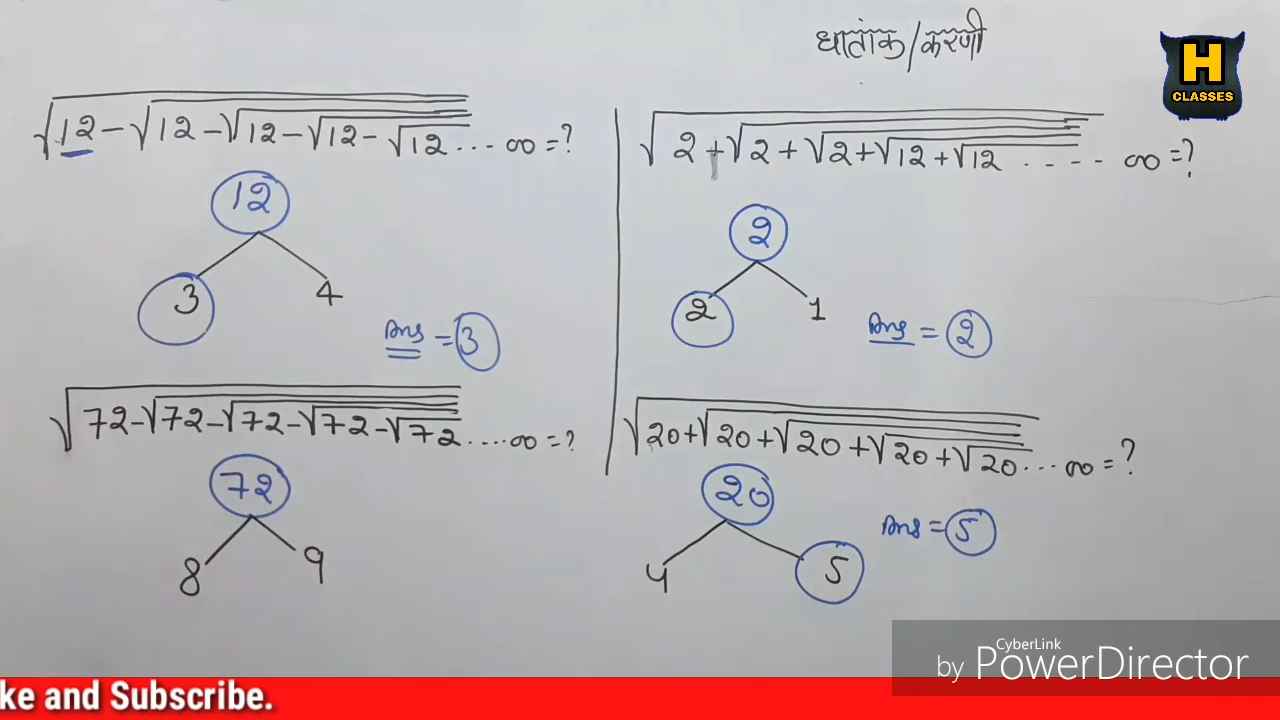 घातांक/करणी
H
CLASSES
√12-√12-√12-√12-√12... ∞ =?
12
3 4
Ans = 3
√2+√2+√2+√12+√12 ..... ∞ =?
2
2 1
Ans = 2
√72-√72-√72-√72-√72....∞ =?
72
8 9
√20+√20+√20+√20+√20... ∞ =?
20
4 5
Ans = 5
CyberLink
by PowerDirector
ke and Subscribe.